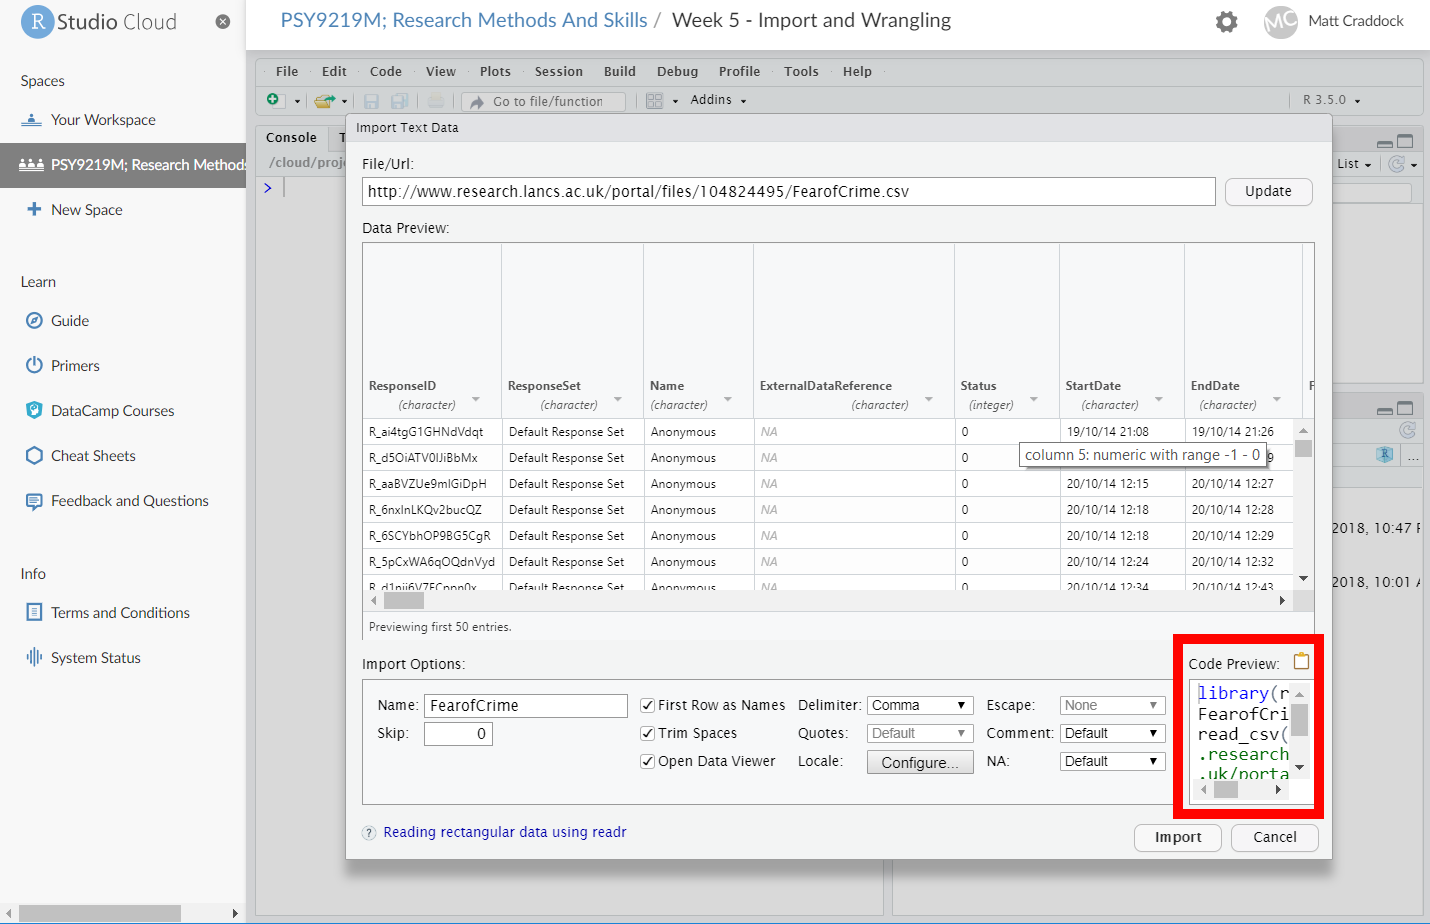 R Studio Cloud
PSY9219M; Research Methods And Skills / Week 5 - Import and Wrangling
MC Matt Craddock
Spaces
Your Workspace
PSY9219M; Research Methods
New Space
Learn
Guide
Primers
DataCamp Courses
Cheat Sheets
Feedback and Questions
Info
Terms and Conditions
System Status
File Edit Code View Plots Session Build Debug Profile Tools Help
Go to file/function Addins R 3.5.0
Console T
/cloud/proj
>
List
R ...
2018, 10:47 P
2018, 10:01 A
Import Text Data
File/Url:
http://www.research.lancs.ac.uk/portal/files/104824495/FearofCrime.csv Update
Data Preview:
ResponseID ResponseSet Name ExternalDataReference Status StartDate EndDate F
(character) (character) (character) (character) (integer) (character) (character)
R_ai4tgG1GHNdVdqt Default Response Set Anonymous NA 0 19/10/14 21:08 19/10/14 21:26
R_d5OiATV0IJiBbMx Default Response Set Anonymous NA 0 9
column 5: numeric with range -1 - 0
R_aaBVZUe9mIGiDpH Default Response Set Anonymous NA 0 20/10/14 12:15 20/10/14 12:27
R_6nxlnLKQv2bucQZ Default Response Set Anonymous NA 0 20/10/14 12:18 20/10/14 12:28
R_6SCYbhOP9BG5CgR Default Response Set Anonymous NA 0 20/10/14 12:18 20/10/14 12:29
R_5pCxWA6qOQdnVyd Default Response Set Anonymous NA 0 20/10/14 12:24 20/10/14 12:32
Default Response Set Anonymous NA 0 20/10/14 12:34 20/10/14 12:43
Previewing first 50 entries.
Import Options:
Name: FearofCrime
Skip: 0
First Row as Names
Trim Spaces
Open Data Viewer
Delimiter: Comma
Quotes: Default
Locale: Configure...
Escape: None
Comment: Default
NA: Default
Code Preview:
library(r
FearofCri
read_csv(
.research
.uk/porta
? Reading rectangular data using readr
Import Cancel